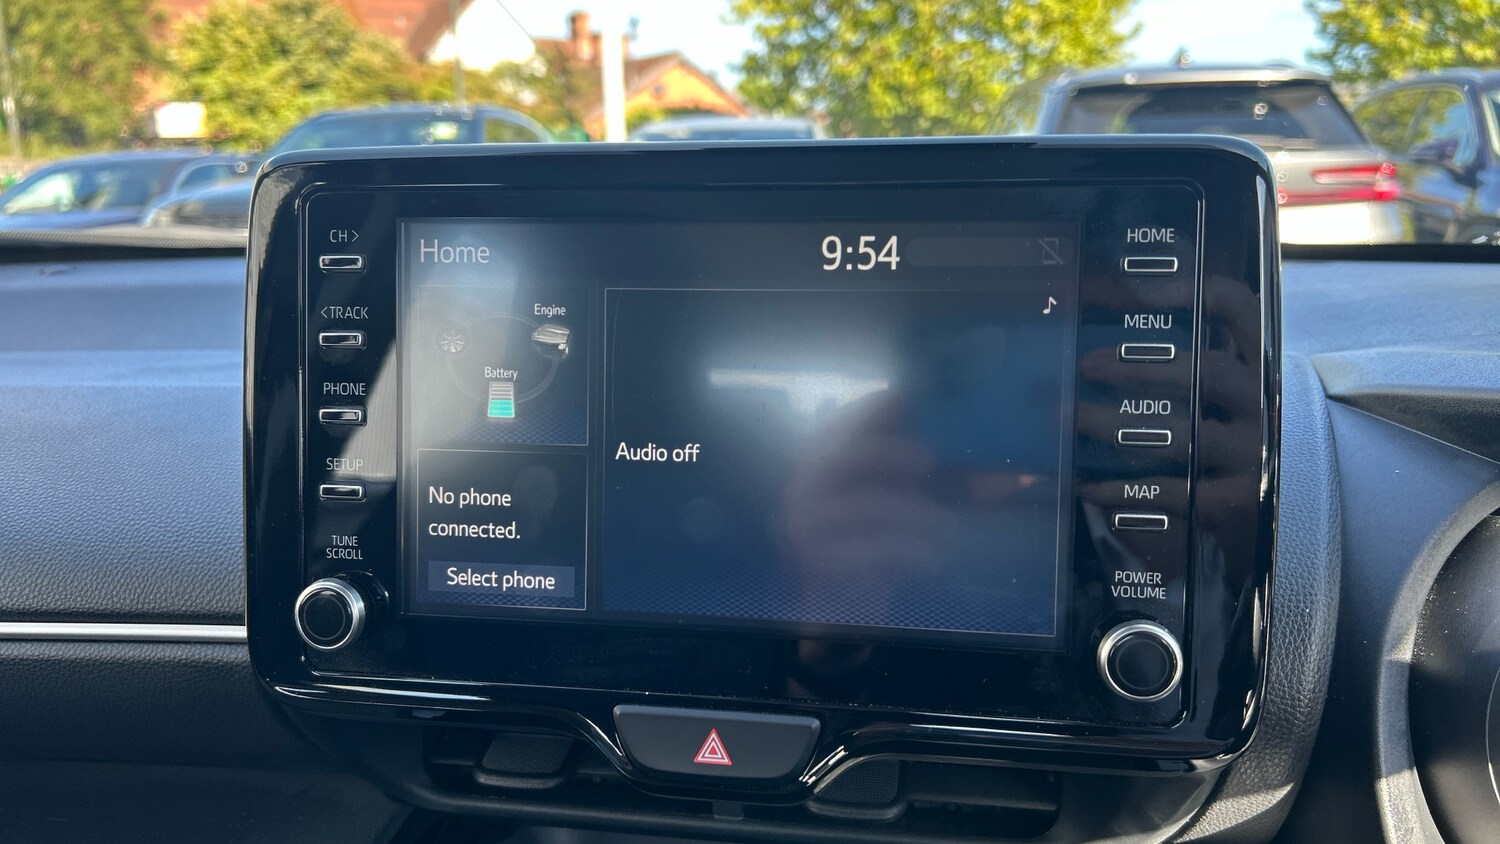 CH >
Home
9:54
HOME
<TRACK
Engine
MENU
Battery
PHONE
AUDIO
Audio off
SETUP
No phone
connected.
MAP
TUNE
SCROLL
Select phone
POWER
VOLUME